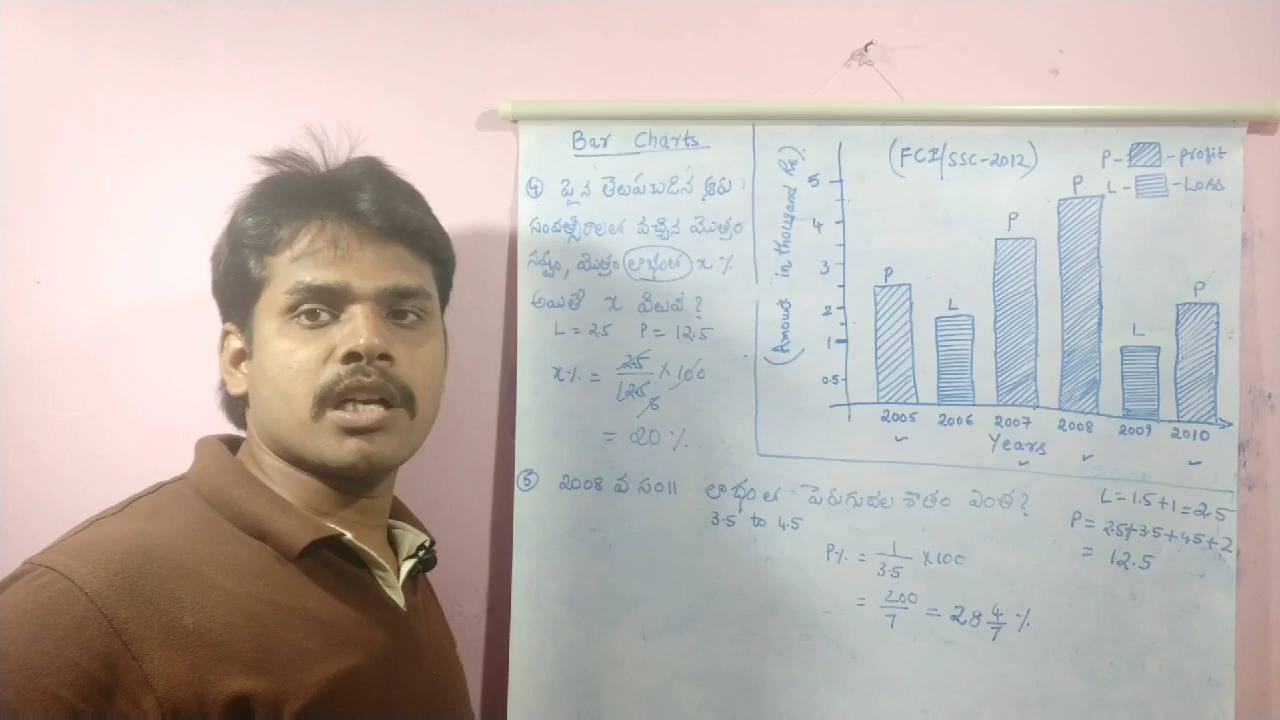 Bar Charts
④ పైన తెలుపబడిన ఆరు
సంవత్సరాలలో వచ్చిన మొత్తం
నష్టం, మొత్తం లాభంలో x %
అయితే x విలువ ?
L = 2.5 P = 12.5
x% = 2.5/12.5 × 100
5
= 20 %
(FCI/SSC-2012)
P - - profit
L - - Loss
(Amount in thousand Rs.)
5
4
3
2
1
0.5
P
L
P
P
L
P
2005 2006 2007 2008 2009 2010
Years
⑤ 2008 వ సం॥ లాభంలో పెరుగుదల శాతం ఎంత ?
3.5 to 4.5
P% = 1/3.5 × 100
= 200/7 = 28 4/7 %
L = 1.5+1 = 2.5
P = 2.5+3.5+4.5+2
= 12.5